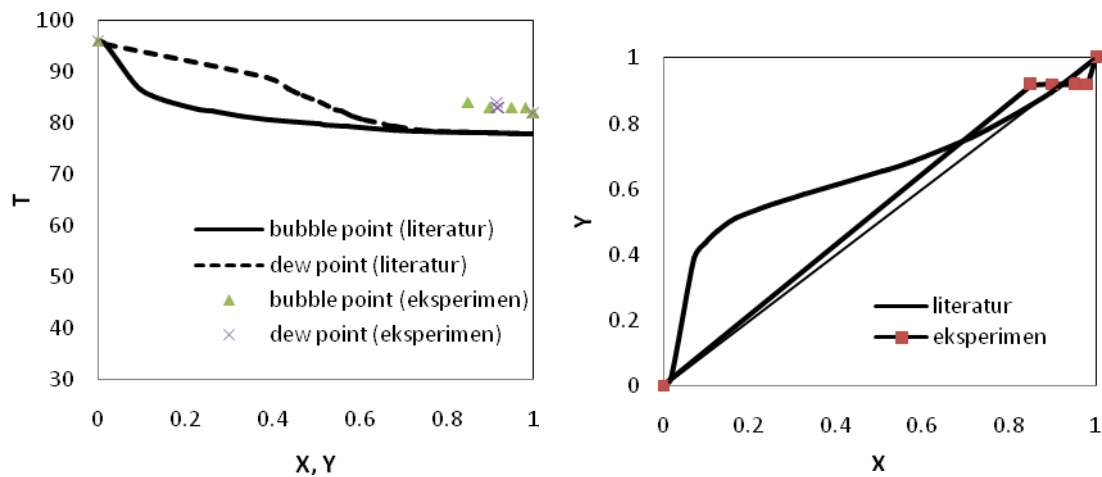 100
90
80
70
60
50
40
30
T
0
0.2
0.4
0.6
0.8
1
X, Y
bubble point (literatur)
dew point (literatur)
bubble point (eksperimen)
dew point (eksperimen)
1
0.8
0.6
0.4
0.2
0
Y
0
0.2
0.4
0.6
0.8
1
X
literatur
eksperimen